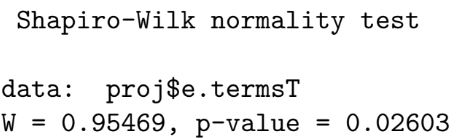 Shapiro-Wilk normality test
data:  proj$e.termsT
W = 0.95469, p-value = 0.02603